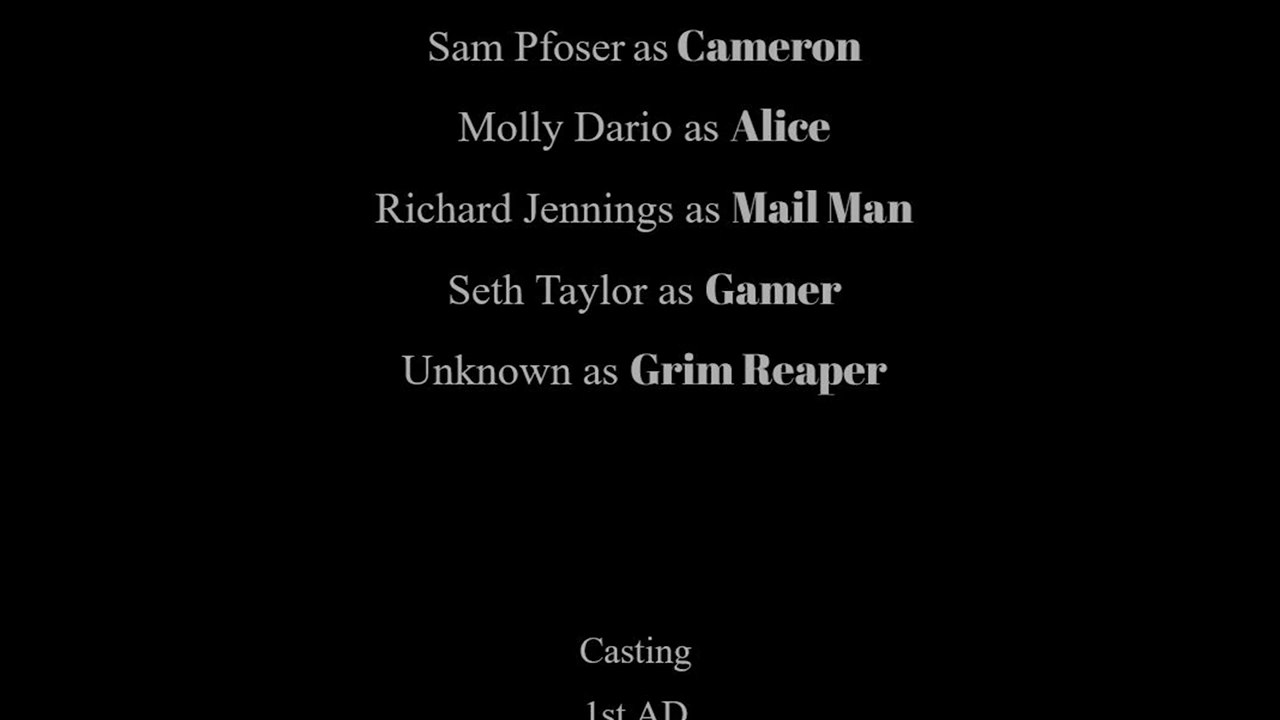 Sam Pfoser as Cameron
Molly Dario as Alice
Richard Jennings as Mail Man
Seth Taylor as Gamer
Unknown as Grim Reaper
Casting
1st AD